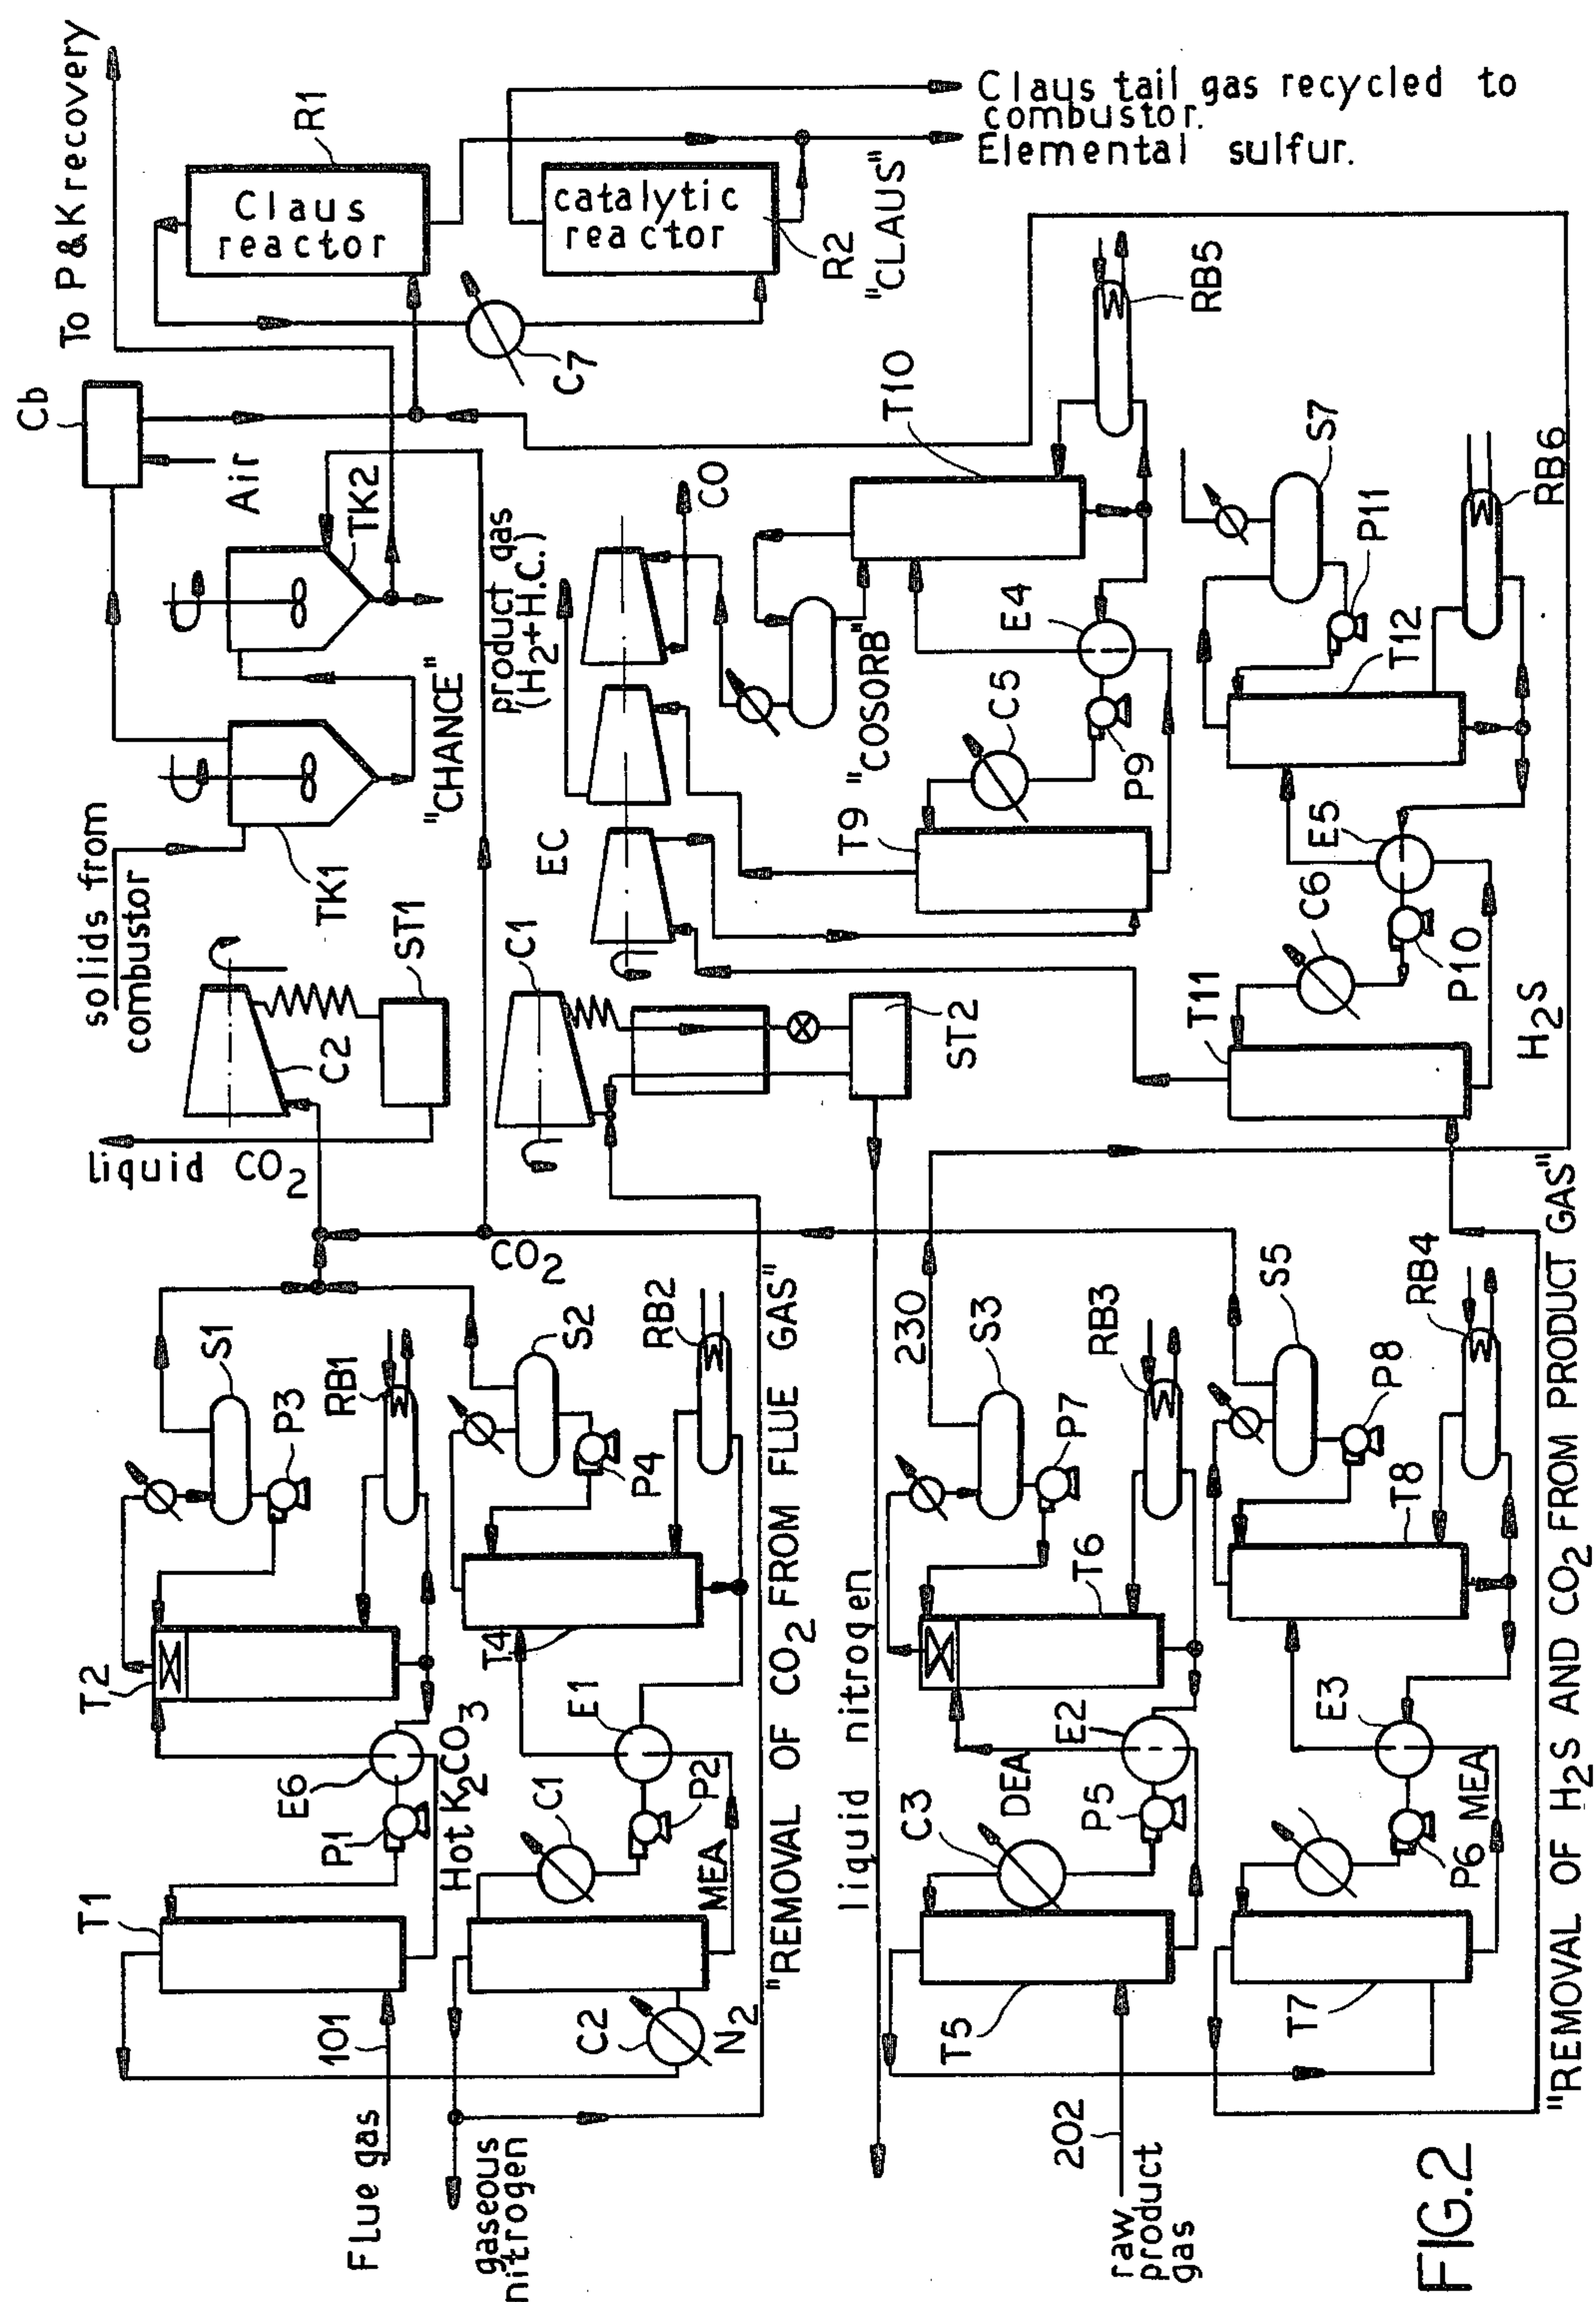 To P & K recovery
Cb
Air
R1
Claus
reactor
catalytic
reactor
R2
"CLAUS"
C7
Claus tail gas recycled to
combustor.
Elemental sulfur.
solids from
combustor
TK1
TK2
"CHANCE"
product gas
(H2+H.C.)
CO
EC
T9
"COSORB"
T10
RB5
E4
C5
P9
S7
P11
T12
RB6
E5
C6
P10
T11
H2S
C2
ST1
Liquid CO2
C1
ST2
CO2
S1
P3
RB1
T2
E6
P1
T1
101
Flue gas
Hot K2CO3
S2
P4
RB2
T4
E1
C1
P2
MEA
C2
N2
gaseous
nitrogen
"REMOVAL OF CO2 FROM FLUE GAS"
liquid nitrogen
230
S3
P7
RB3
T6
E2
DEA
P5
C3
T5
202
raw
product
gas
S5
P8
RB4
T8
E3
MEA
P6
T7
"REMOVAL OF H2S AND CO2 FROM PRODUCT GAS"
FIG.2